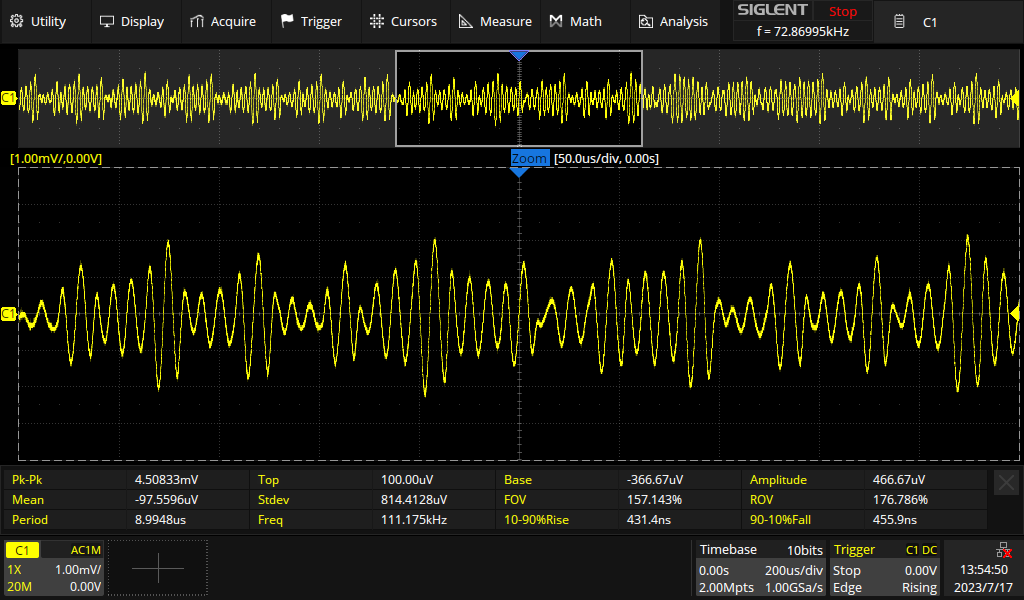 Utility Display Acquire Trigger Cursors Measure Math Analysis SIGLENT Stop C1
f = 72.86995kHz
C1
[1.00mV/,0.00V] Zoom [50.0us/div, 0.00s]
C1
Pk-Pk 4.50833mV Top 100.00uV Base -366.67uV Amplitude 466.67uV
Mean -97.5596uV Stdev 814.4128uV FOV 157.143% ROV 176.786%
Period 8.9948us Freq 111.175kHz 10-90%Rise 431.4ns 90-10%Fall 455.9ns
C1 AC1M Timebase 10bits Trigger C1 DC
1X 1.00mV/ 0.00s 200us/div Stop 0.00V 13:54:50
20M 0.00V 2.00Mpts 1.00GSa/s Edge Rising 2023/7/17